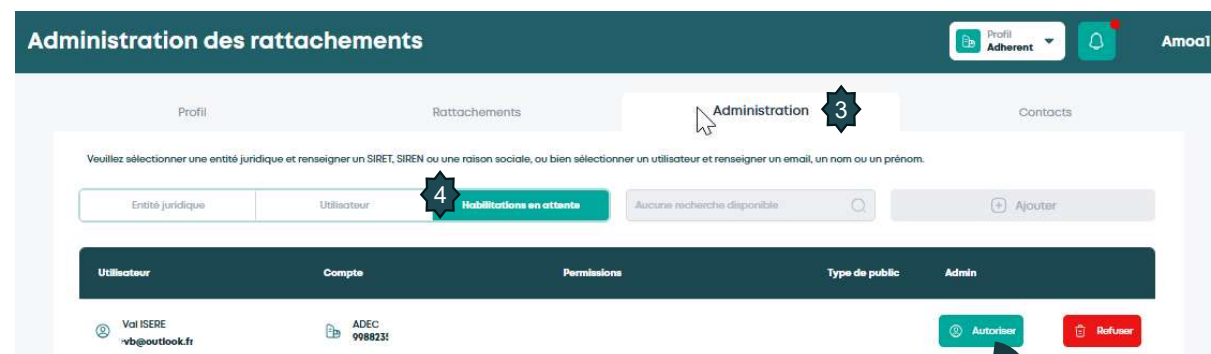 Administration des rattachements
Profil
Adherent
Amoa1
Profil
Rattachements
Administration
3
Contacts
Veuillez sélectionner une entité juridique et renseigner un SIRET, SIREN ou une raison sociale, ou bien sélectionner un utilisateur et renseigner un email, un nom ou un prénom.
Entité juridique
Utilisateur
4
Habilitations en attente
Aucune recherche disponible
Ajouter
Utilisateur
Compte
Permissions
Type de public
Admin
Val ISERE
vb@outlook.fr
ADEC
998823
Autoriser
Refuser